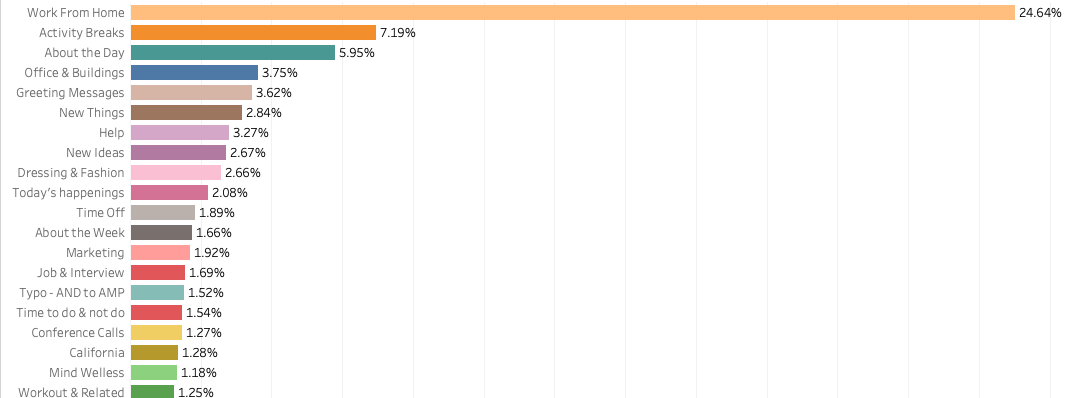 Work From Home 24.64%
Activity Breaks 7.19%
About the Day 5.95%
Office & Buildings 3.75%
Greeting Messages 3.62%
New Things 2.84%
Help 3.27%
New Ideas 2.67%
Dressing & Fashion 2.66%
Today's happenings 2.08%
Time Off 1.89%
About the Week 1.66%
Marketing 1.92%
Job & Interview 1.69%
Typo - AND to AMP 1.52%
Time to do & not do 1.54%
Conference Calls 1.27%
California 1.28%
Mind Welless 1.18%
Workout & Related 1.25%